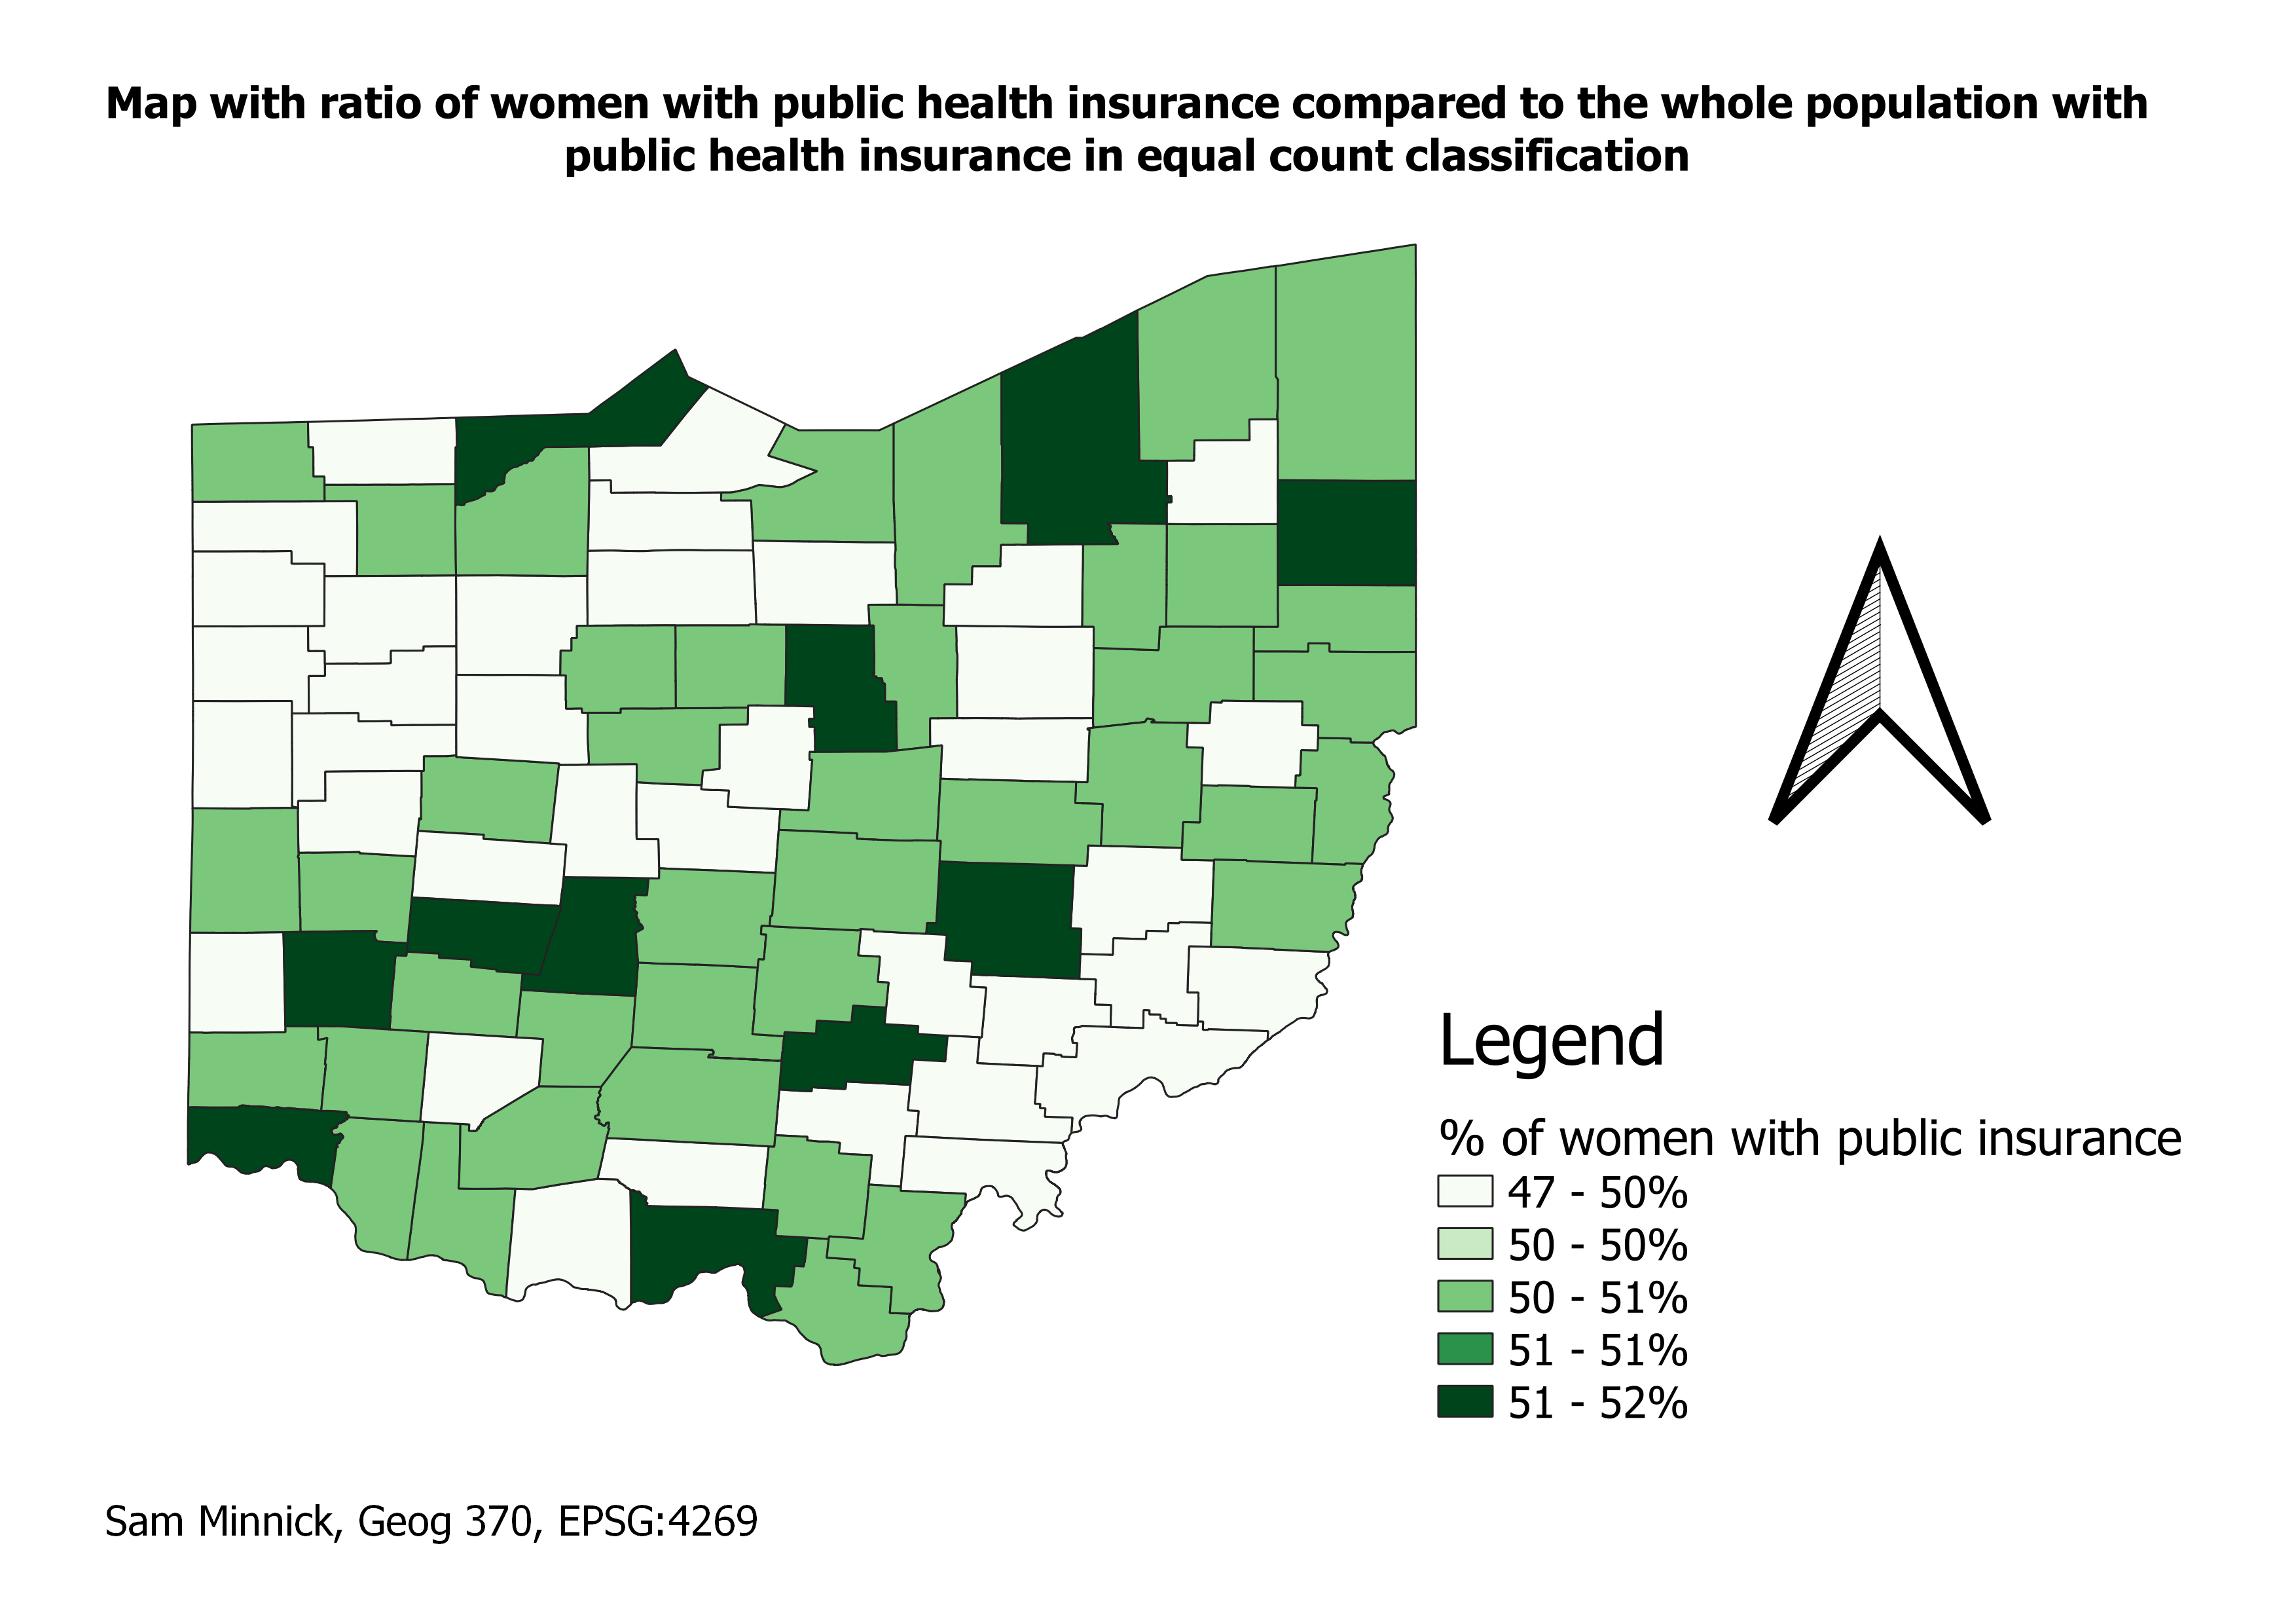 Map with ratio of women with public health insurance compared to the whole population with
public health insurance in equal count classification
Legend
% of women with public insurance
47 - 50%
50 - 50%
50 - 51%
51 - 51%
51 - 52%
Sam Minnick, Geog 370, EPSG:4269